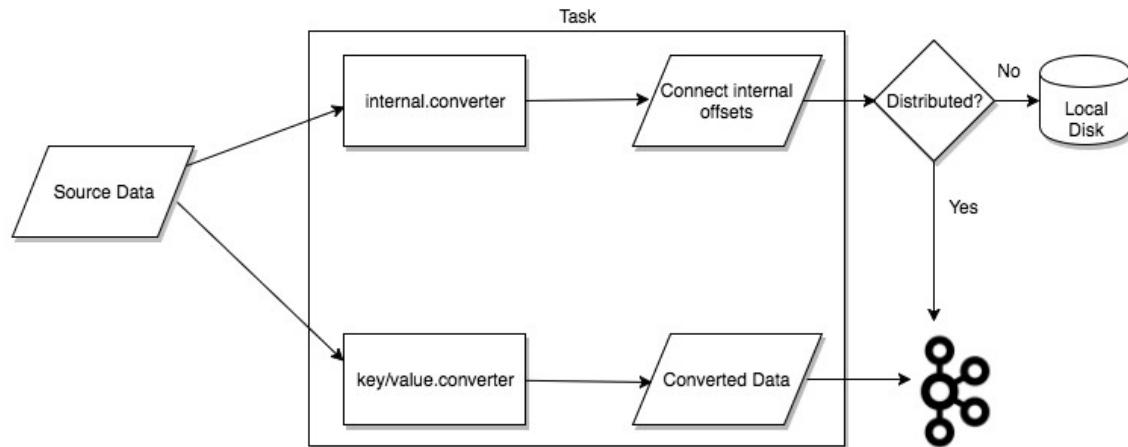 Task
internal.converter
Connect internal
offsets
Distributed?
No
Local
Disk
Source Data
Yes
key/value.converter
Converted Data